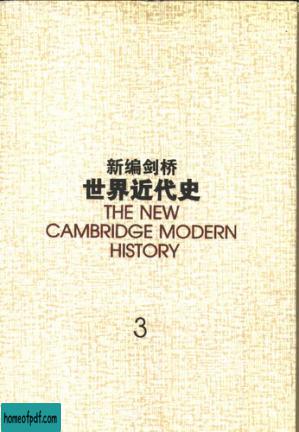 新编剑桥
世界近代史
THE NEW
CAMBRIDGE MODERN
HISTORY
3
homeofpdf.com